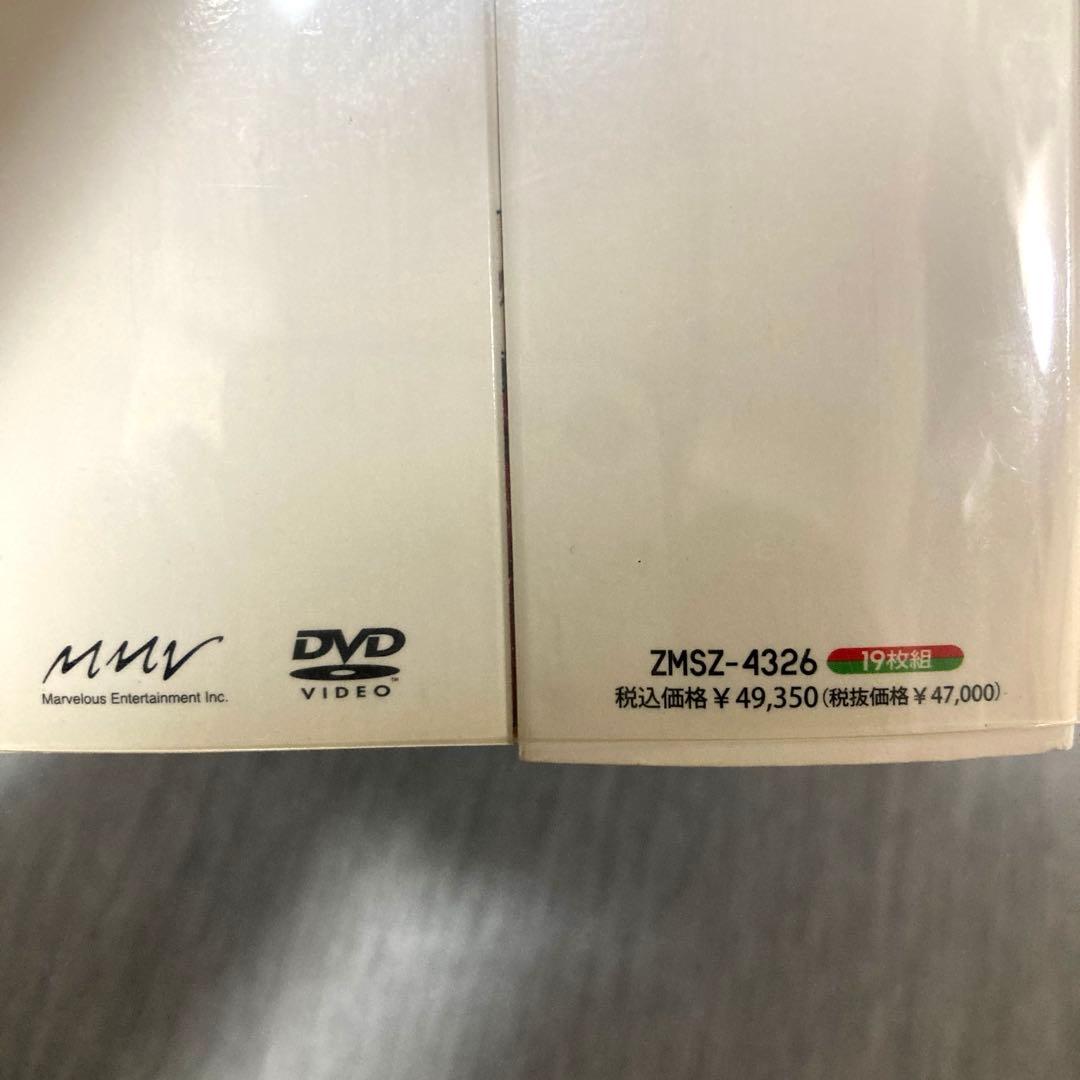 MMV
Marvelous Entertainment Inc.
DVD
VIDEO™
ZMSZ-4326 19枚組
税込価格￥49,350(税抜価格￥47,000)